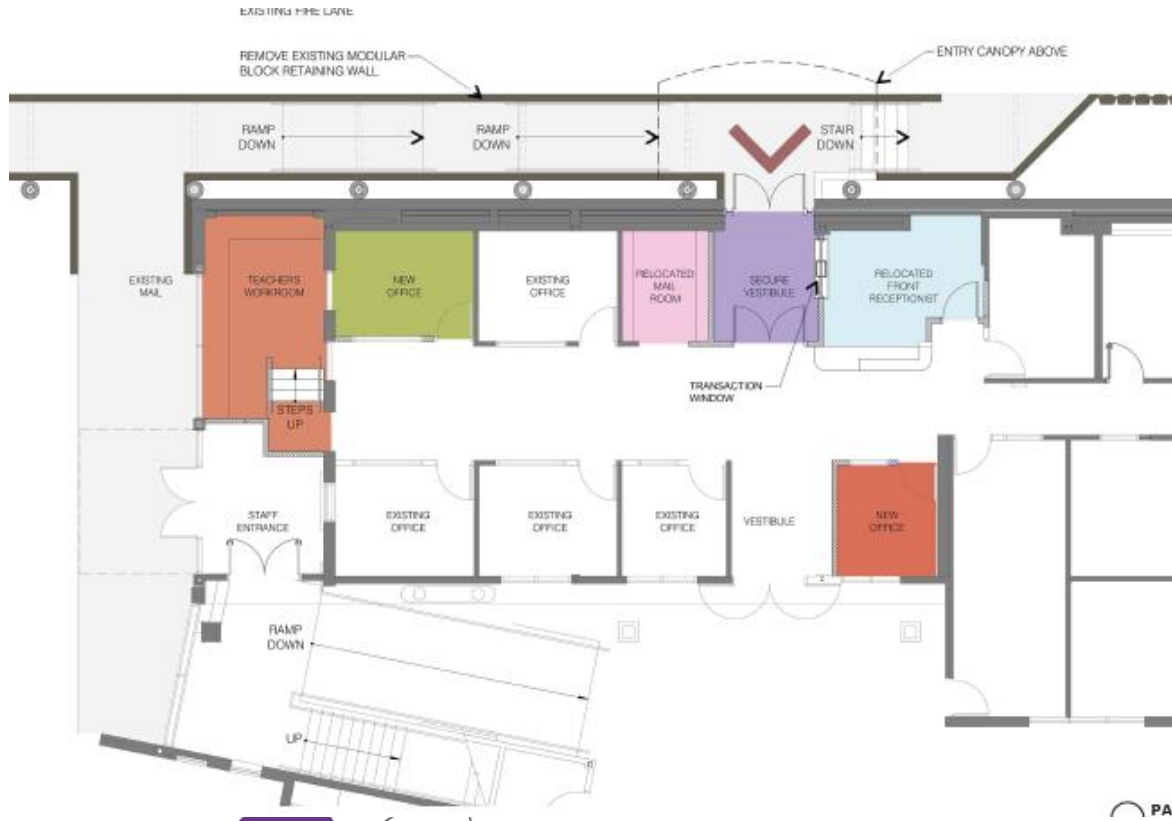 EXISTING FIRE LANE
REMOVE EXISTING MODULAR
BLOCK RETAINING WALL
ENTRY CANOPY ABOVE
RAMP
DOWN
RAMP
DOWN
STAIR
DOWN
EXISTING
MAIL
TEACHERS
WORKROOM
NEW
OFFICE
EXISTING
OFFICE
RELOCATED
MAIL
ROOM
SECURE
VESTIBULE
RELOCATED
FRONT
RECEPTIONIST
TRANSACTION
WINDOW
STEPS
UP
STAFF
ENTRANCE
EXISTING
OFFICE
EXISTING
OFFICE
EXISTING
OFFICE
VESTIBULE
NEW
OFFICE
RAMP
DOWN
UP
PA